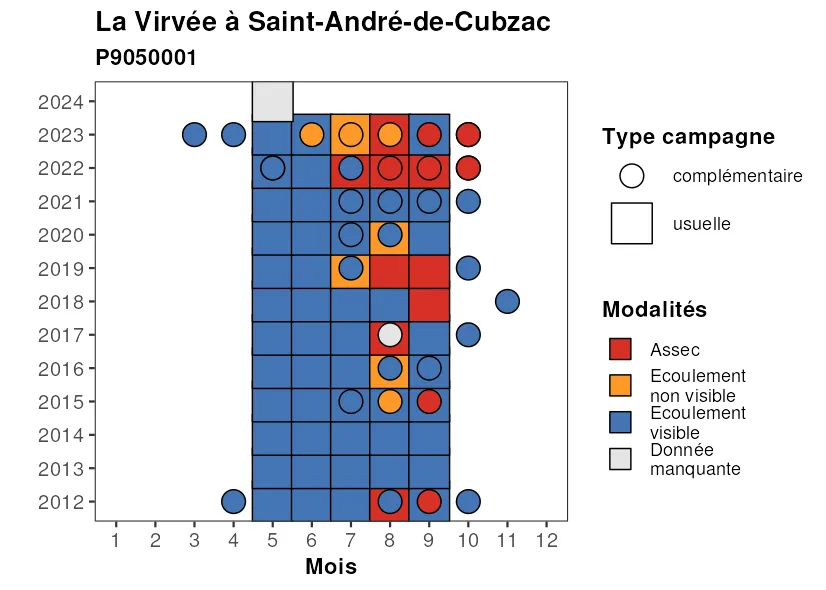 La Virvée à Saint-André-de-Cubzac
P9050001
2024
2023
2022
2021
2020
2019
2018
2017
2016
2015
2014
2013
2012
1 2 3 4 5 6 7 8 9 10 11 12
Mois
Type campagne
complémentaire
usuelle
Modalités
Assec
Ecoulement
non visible
Ecoulement
visible
Donnée
manquante